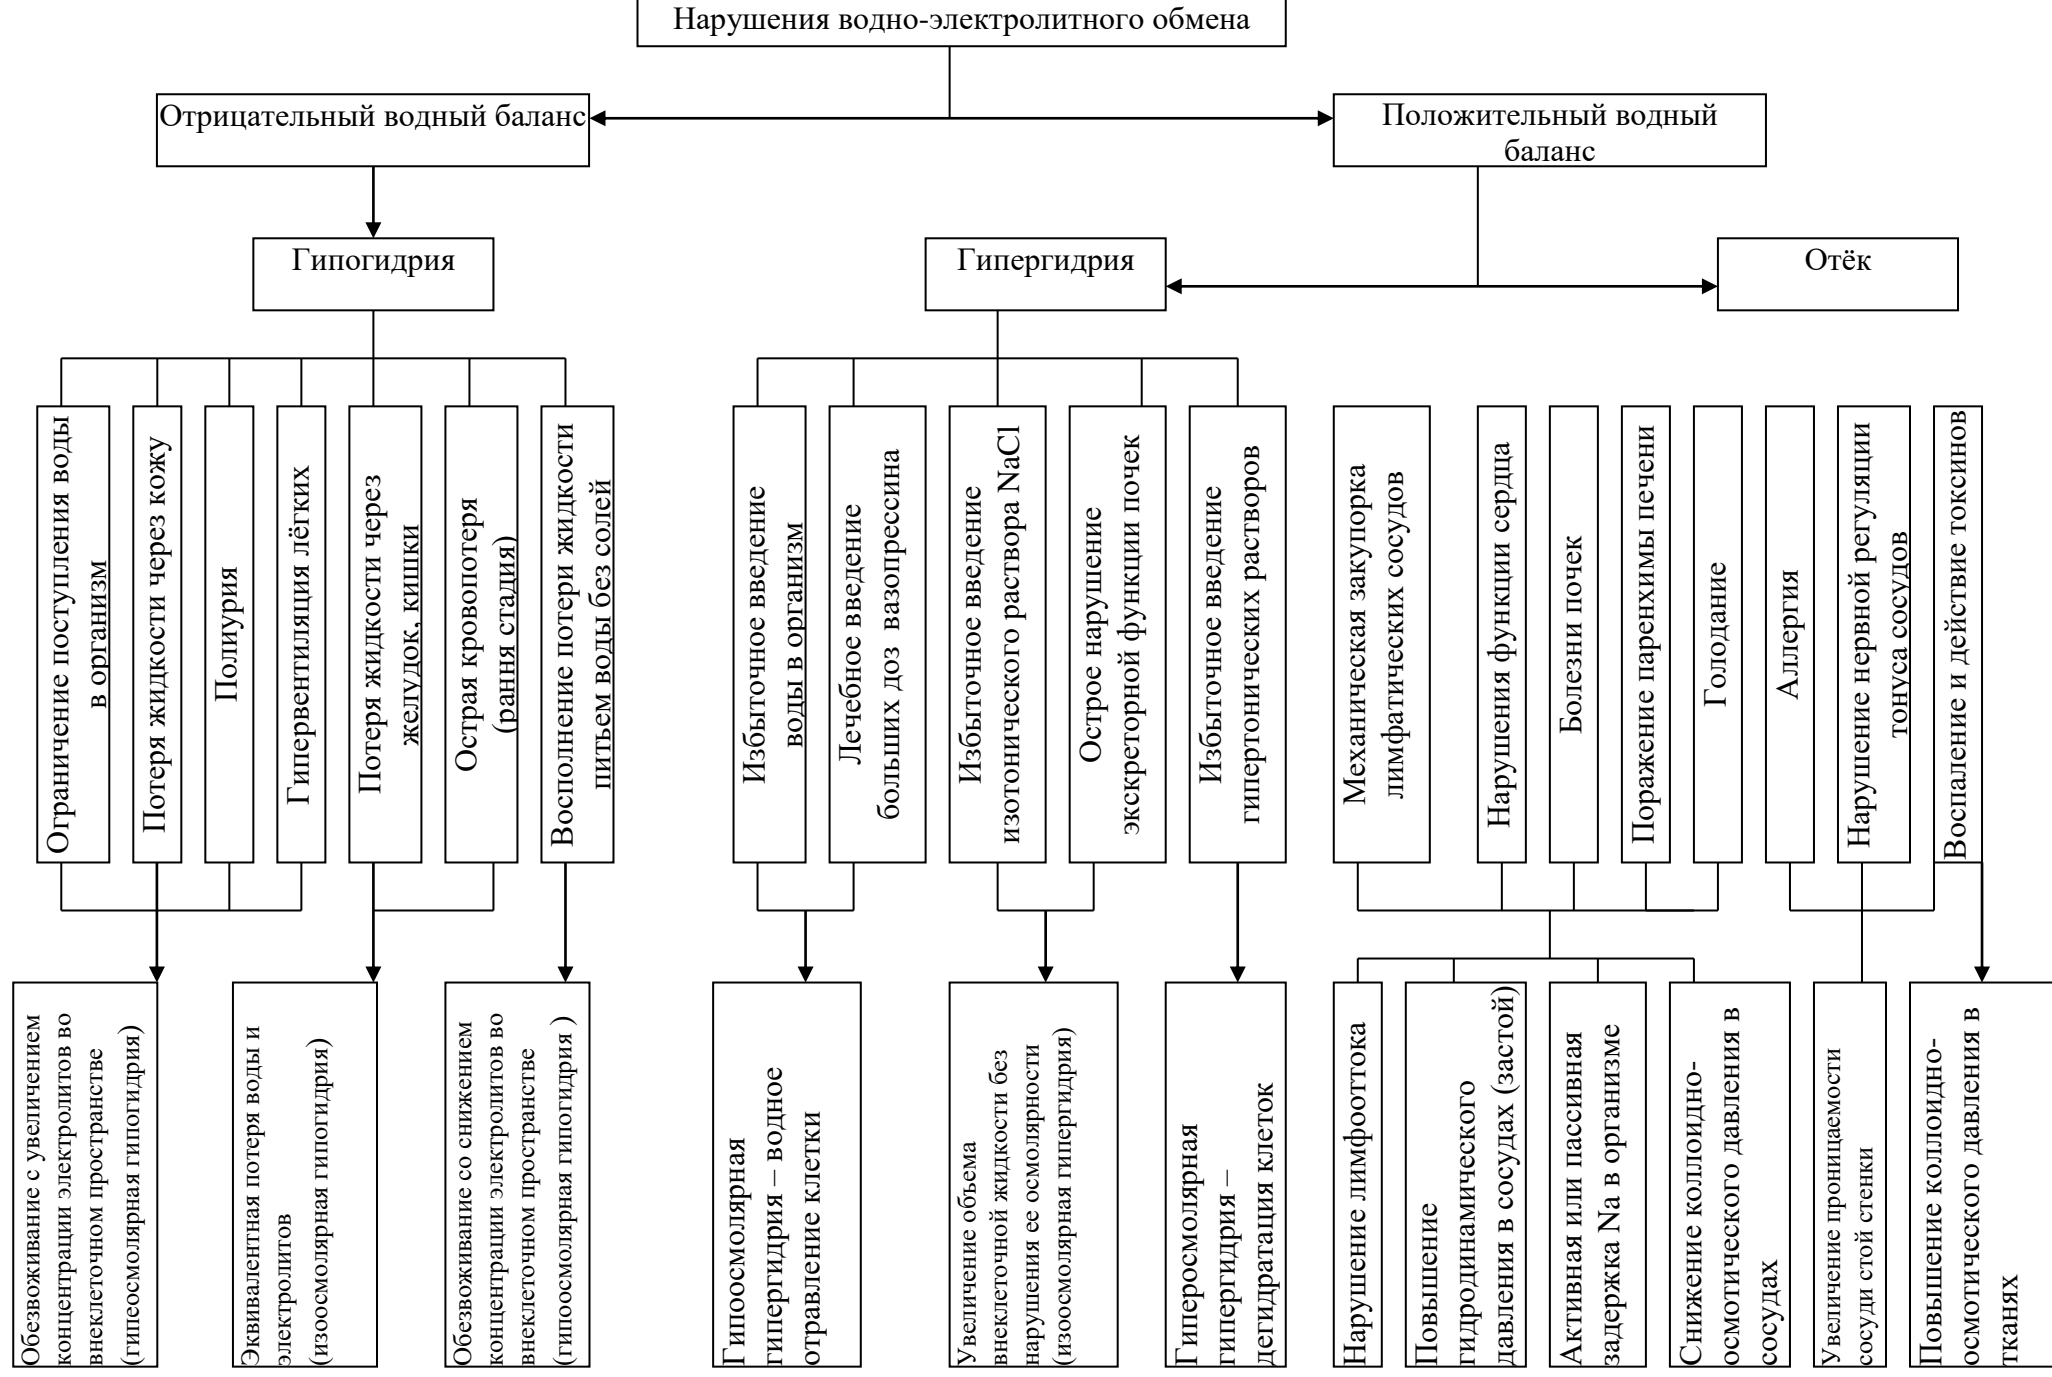 Нарушения водно-электролитного обмена
Отрицательный водный баланс
Положительный водный
баланс
Гипогидрия
Гипергидрия
Отёк
Ограничение поступления воды
в организм
Потеря жидкости через кожу
Полиурия
Гипервентиляция лёгких
Потеря жидкости через
желудок, кишки
Острая кровопотеря
(рання стадия)
Восполнение потери жидкости
питьем воды без солей
Избыточное введение
воды в организм
Лечебное введение
больших доз вазопрессина
Избыточное введение
изотонического раствора NaCl
Острое нарушение
экскреторной функции почек
Избыточное введение
гипертонических растворов
Механическая закупорка
лимфатических сосудов
Нарушения функции сердца
Болезни почек
Поражение паренхимы печени
Голодание
Аллергия
Нарушение нервной регуляции
тонуса сосудов
Воспаление и действие токсинов
Обезвоживание с увеличением
концентрации электролитов во
внеклеточном пространстве
(гипеосмолярная гипогидрия)
Эквивалентная потеря воды и
электролитов
(изоосмолярная гипогидрия)
Обезвоживание со снижением
концентрации электролитов во
внеклеточном пространстве
(гипоосмолярная гипогидрия )
Гипоосмолярная
гипергидрия – водное
отравление клетки
Увеличение объема
внеклеточной жидкости без
нарушения ее осмолярности
(изоосмолярная гипергидрия)
Гиперосмолярная
гипергидрия –
дегидратация клеток
Нарушение лимфооттока
Повышение
гидродинамического
давления в сосудах (застой)
Активная или пассивная
задержка Na в организме
Снижение коллоидно-
осмотического давления в
сосудах
Увеличение проницаемости
сосуди стой стенки
Повышение коллоидно-
осмотического давления в
тканях